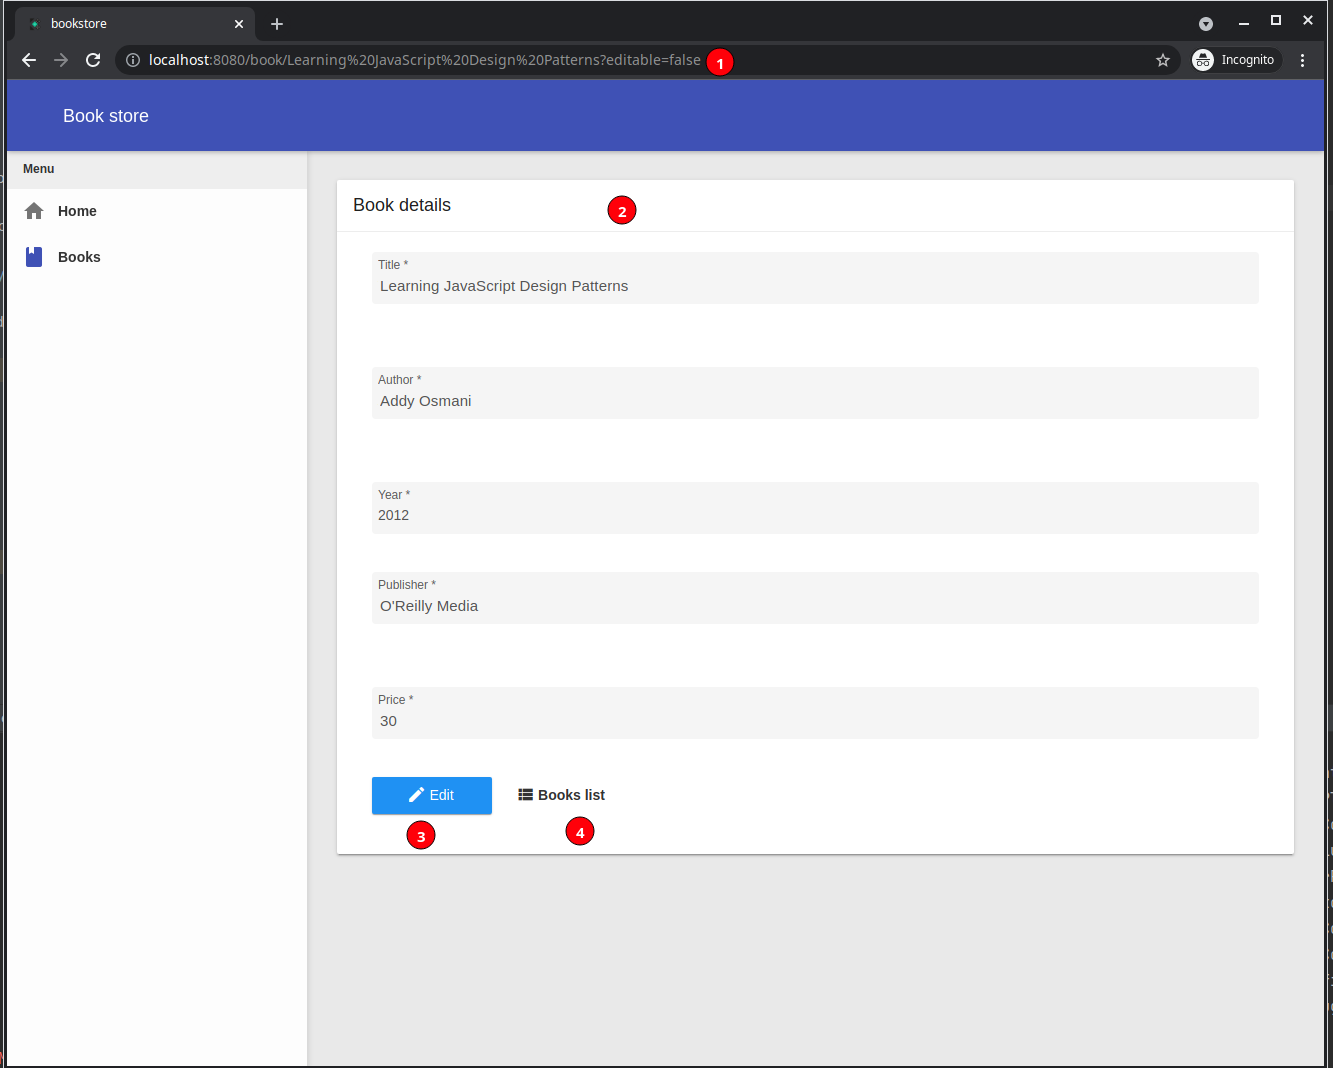 bookstore
localhost:8080/book/Learning%20JavaScript%20Design%20Patterns?editable=false
1
Incognito
Book store
Menu
Home
Books
Book details
2
Title *
Learning JavaScript Design Patterns
Author *
Addy Osmani
Year *
2012
Publisher *
O'Reilly Media
Price *
30
Edit
Books list
3
4